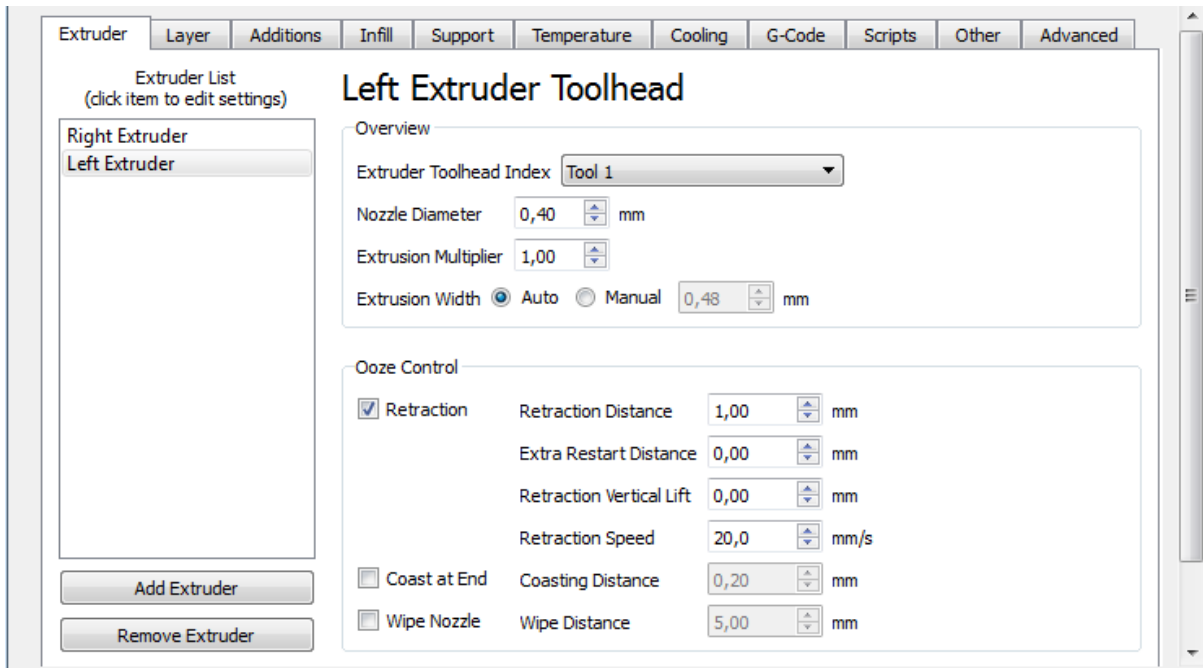 Extruder Layer Additions Infill Support Temperature Cooling G-Code Scripts Other Advanced
Extruder List
(click item to edit settings)
Right Extruder
Left Extruder
Add Extruder
Remove Extruder
Left Extruder Toolhead
Overview
Extruder Toolhead Index Tool 1
Nozzle Diameter 0,40 mm
Extrusion Multiplier 1,00
Extrusion Width Auto Manual 0,48 mm
Ooze Control
Retraction Retraction Distance 1,00 mm
Extra Restart Distance 0,00 mm
Retraction Vertical Lift 0,00 mm
Retraction Speed 20,0 mm/s
Coast at End Coasting Distance 0,20 mm
Wipe Nozzle Wipe Distance 5,00 mm